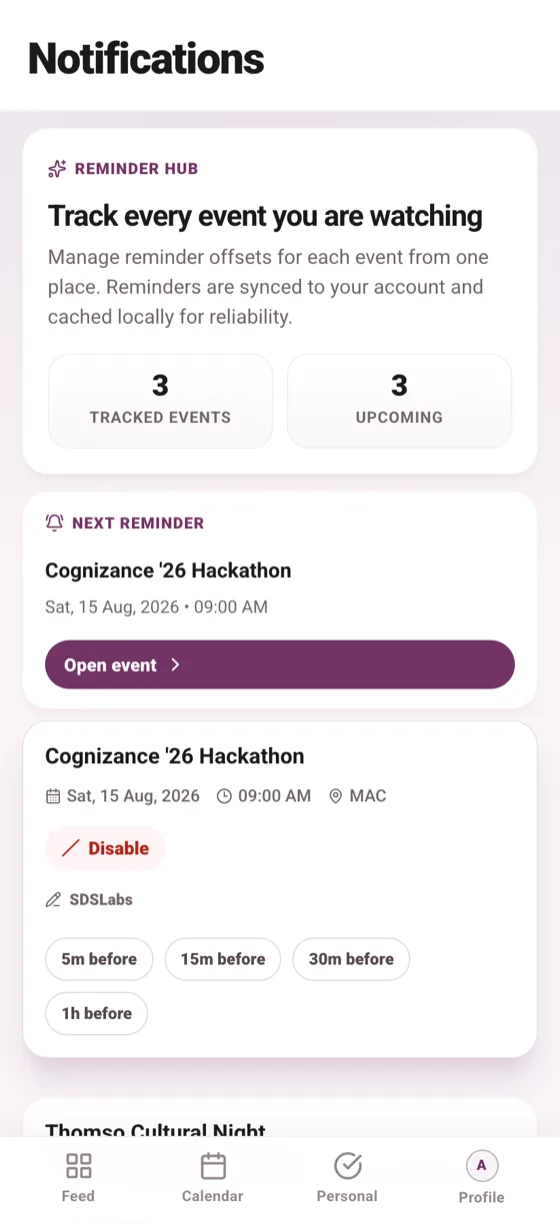 Notifications
REMINDER HUB
Track every event you are watching
Manage reminder offsets for each event from one
place. Reminders are synced to your account and
cached locally for reliability.
3
TRACKED EVENTS
3
UPCOMING
NEXT REMINDER
Cognizance '26 Hackathon
Sat, 15 Aug, 2026 • 09:00 AM
Open event
Cognizance '26 Hackathon
Sat, 15 Aug, 2026 09:00 AM MAC
Disable
SDSLabs
5m before 15m before 30m before
1h before
Thomso Cultural Night
A
Feed Calendar Personal Profile